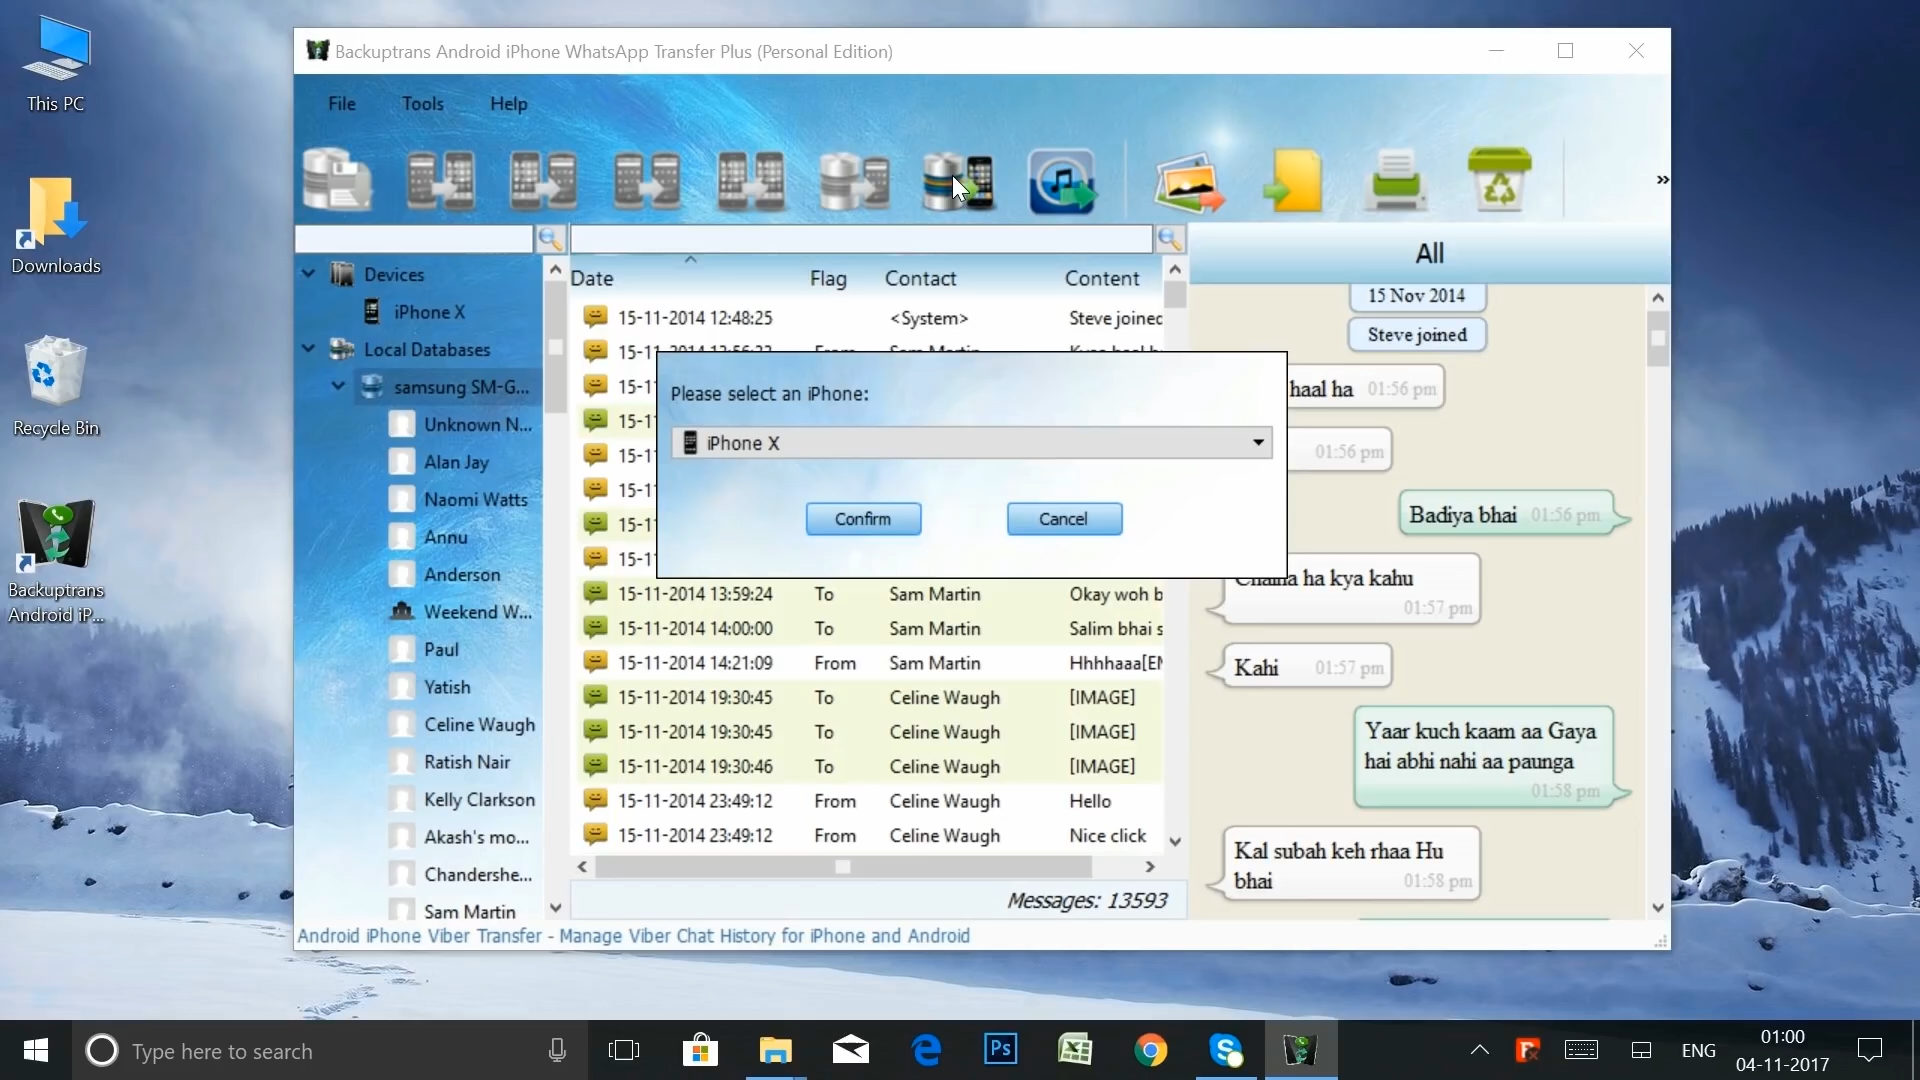 This PC
Downloads
Recycle Bin
Backuptrans
Android iP...
Backuptrans Android iPhone WhatsApp Transfer Plus (Personal Edition)
File Tools Help
»
Devices
iPhone X
Local Databases
samsung SM-G...
Unknown N...
Alan Jay
Naomi Watts
Annu
Anderson
Weekend W...
Paul
Yatish
Celine Waugh
Ratish Nair
Kelly Clarkson
Akash's mo...
Chandershe...
Sam Martin
Date Flag Contact Content
15-11-2014 12:48:25 <System> Steve joined
Please select an iPhone:
iPhone X
Confirm Cancel
15-11-2014 13:59:24 To Sam Martin Okay woh b
15-11-2014 14:00:00 To Sam Martin Salim bhai s
15-11-2014 14:21:09 From Sam Martin Hhhhaaa[EM
15-11-2014 19:30:45 To Celine Waugh [IMAGE]
15-11-2014 19:30:45 To Celine Waugh [IMAGE]
15-11-2014 19:30:46 To Celine Waugh [IMAGE]
15-11-2014 23:49:12 From Celine Waugh Hello
15-11-2014 23:49:12 From Celine Waugh Nice click
Messages: 13593
All
15 Nov 2014
Steve joined
haal ha 01:56 pm
01:56 pm
Badiya bhai 01:56 pm
ha kya kahu
01:57 pm
Kahi 01:57 pm
Yaar kuch kaam aa Gaya
hai abhi nahi aa paunga
01:58 pm
Kal subah keh rhaa Hu
bhai 01:58 pm
Android iPhone Viber Transfer - Manage Viber Chat History for iPhone and Android
Type here to search
Ps
ENG
01:00
04-11-2017